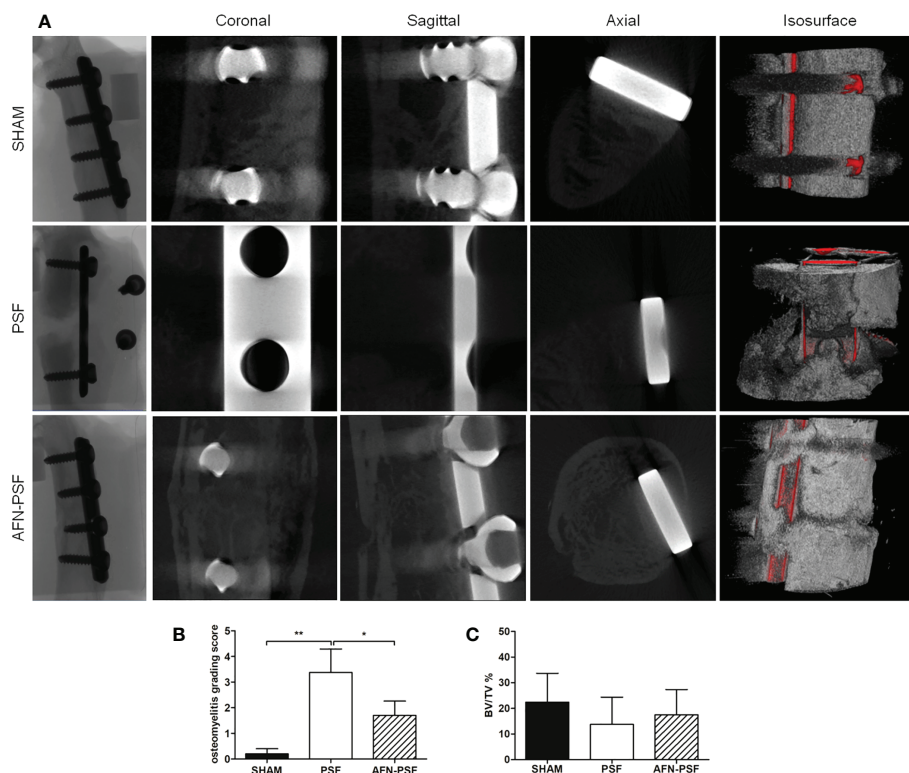 A
Coronal
Sagittal
Axial
Isosurface
SHAM
PSF
AFN-PSF
B
osteomyelitis grading score
5
4
3
2
1
0
**
*
SHAM
PSF
AFN-PSF
C
BV/TV %
50
40
30
20
10
0
SHAM
PSF
AFN-PSF